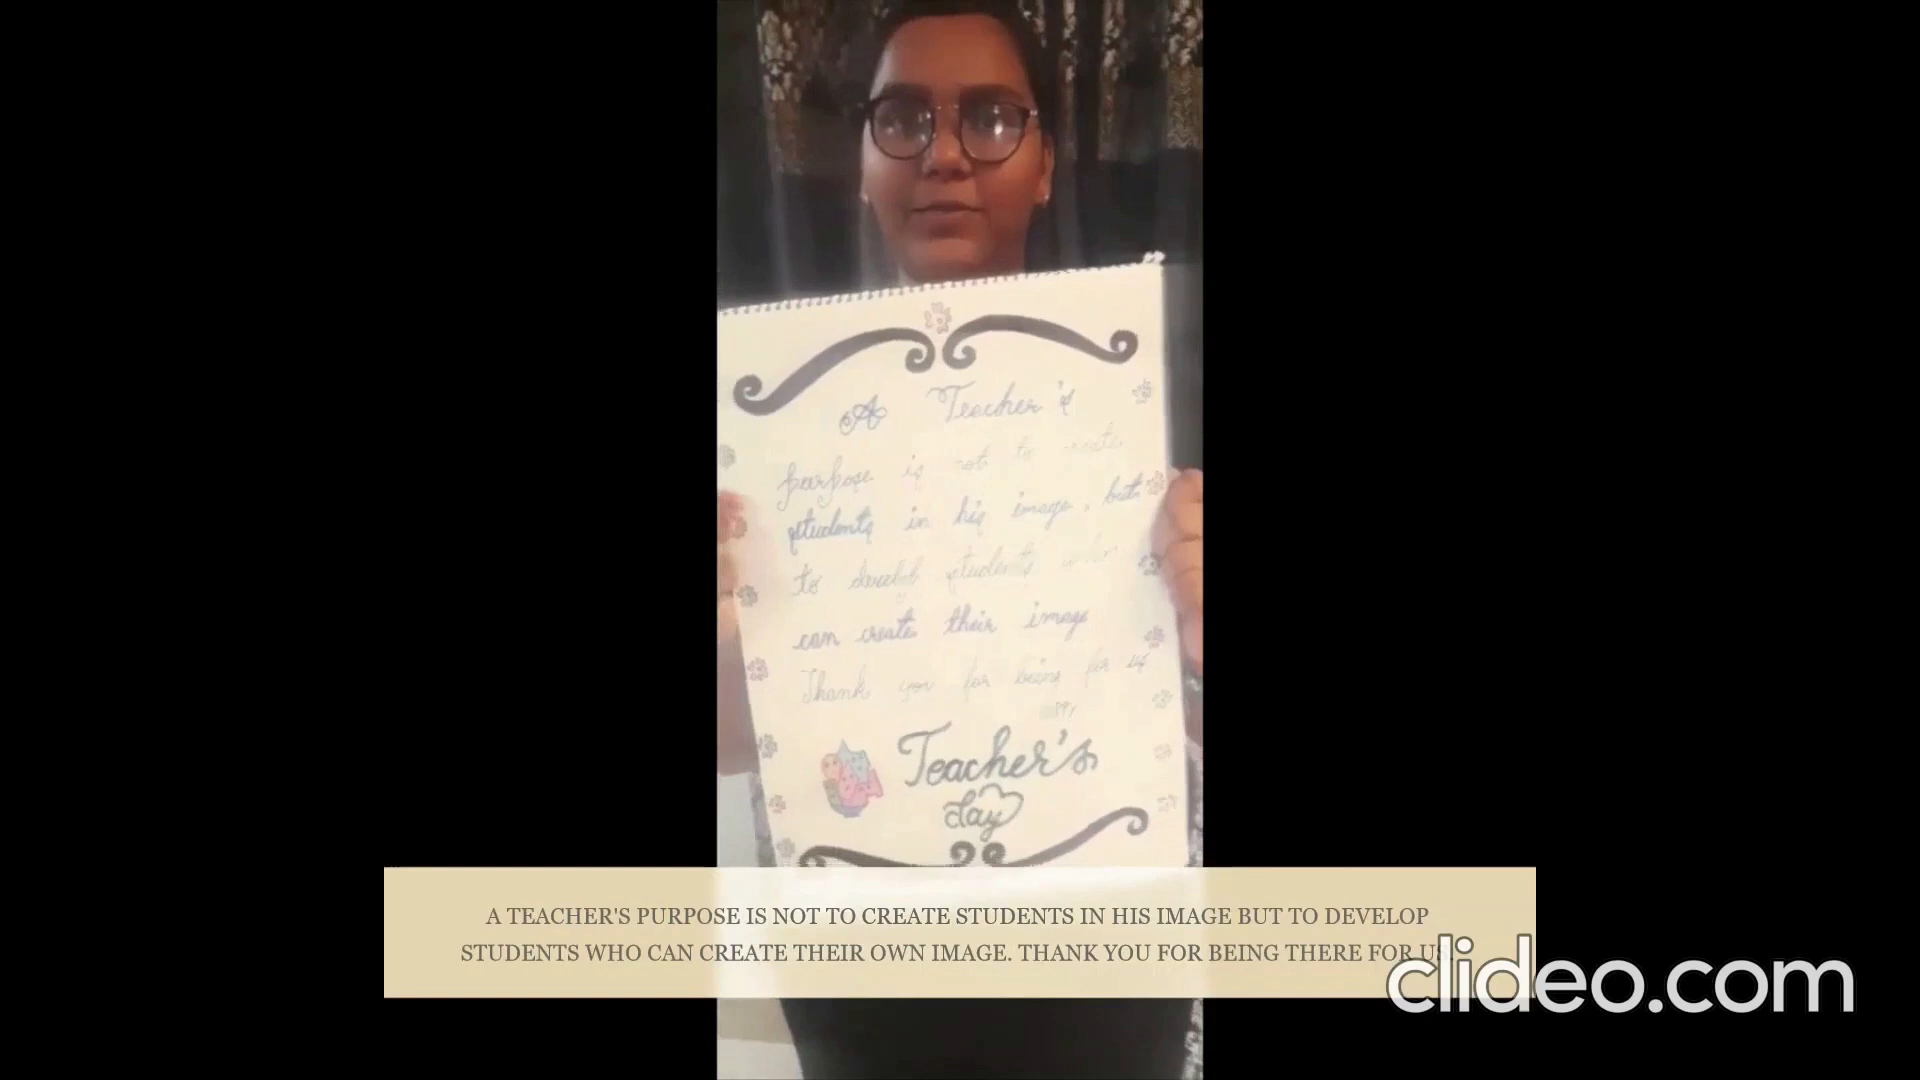 A Teacher's
purpose is not to create
students in his image, but
to develop students who
can create their image
Thank you for being for us
Teacher's
day
A TEACHER'S PURPOSE IS NOT TO CREATE STUDENTS IN HIS IMAGE BUT TO DEVELOP
STUDENTS WHO CAN CREATE THEIR OWN IMAGE. THANK YOU FOR BEING THERE FOR US.
clideo.com